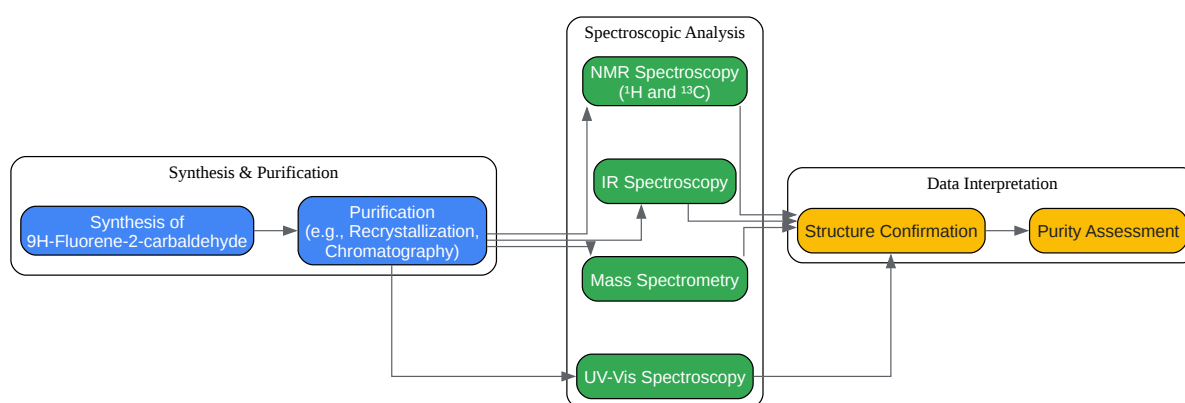 Synthesis & Purification
Synthesis of
9H-Fluorene-2-carbaldehyde
Purification
(e.g., Recrystallization,
Chromatography)
Spectroscopic Analysis
NMR Spectroscopy
(¹H and ¹³C)
IR Spectroscopy
Mass Spectrometry
UV-Vis Spectroscopy
Data Interpretation
Structure Confirmation
Purity Assessment